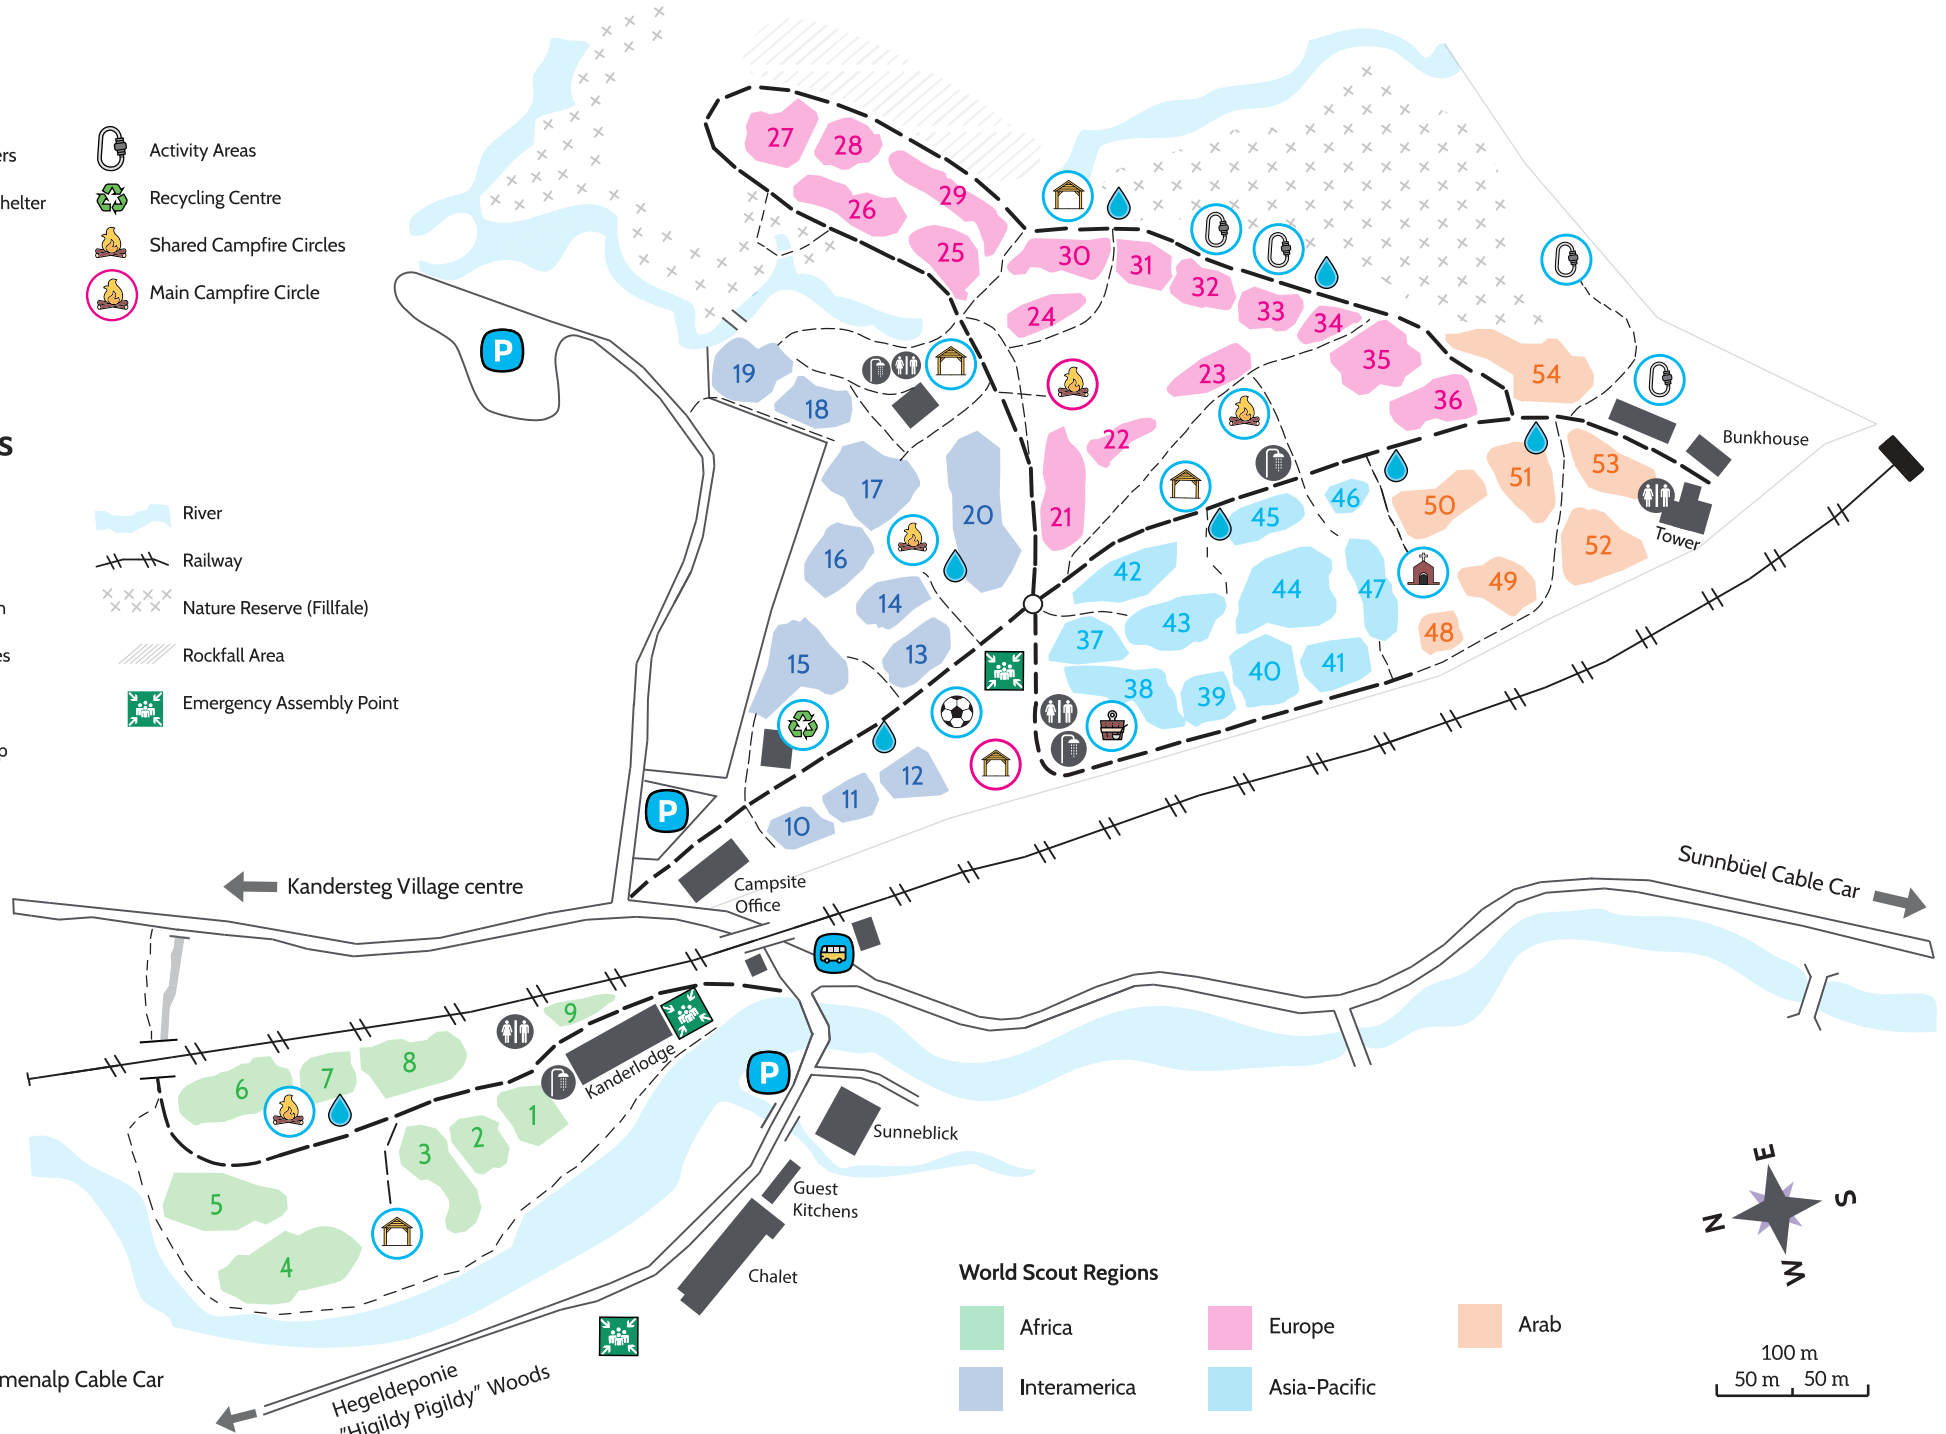 ers
Activity Areas
Recycling Centre
helter
Shared Campfire Circles
Main Campfire Circle
s
River
Railway
Nature Reserve (Fillfale)
n
Rockfall Area
es
Emergency Assembly Point
p
P
27
28
29
26
25
30
31
32
33
34
24
35
36
23
22
21
54
19
18
17
20
16
14
13
15
12
11
10
53
51
50
52
49
48
46
45
42
44
47
43
37
38
39
40
41
Bunkhouse
Tower
P
Campsite
Office
Kandersteg Village centre
Sunnbüel Cable Car
9
8
7
6
5
4
3
2
1
Kanderlodge
P
Sunneblick
Guest
Kitchens
Chalet
menalp Cable Car
Hegeldeponie
"Higildy Pigildy" Woods
World Scout Regions
Africa
Europe
Arab
Interamerica
Asia-Pacific
E
S
N
W
100 m
50 m
50 m